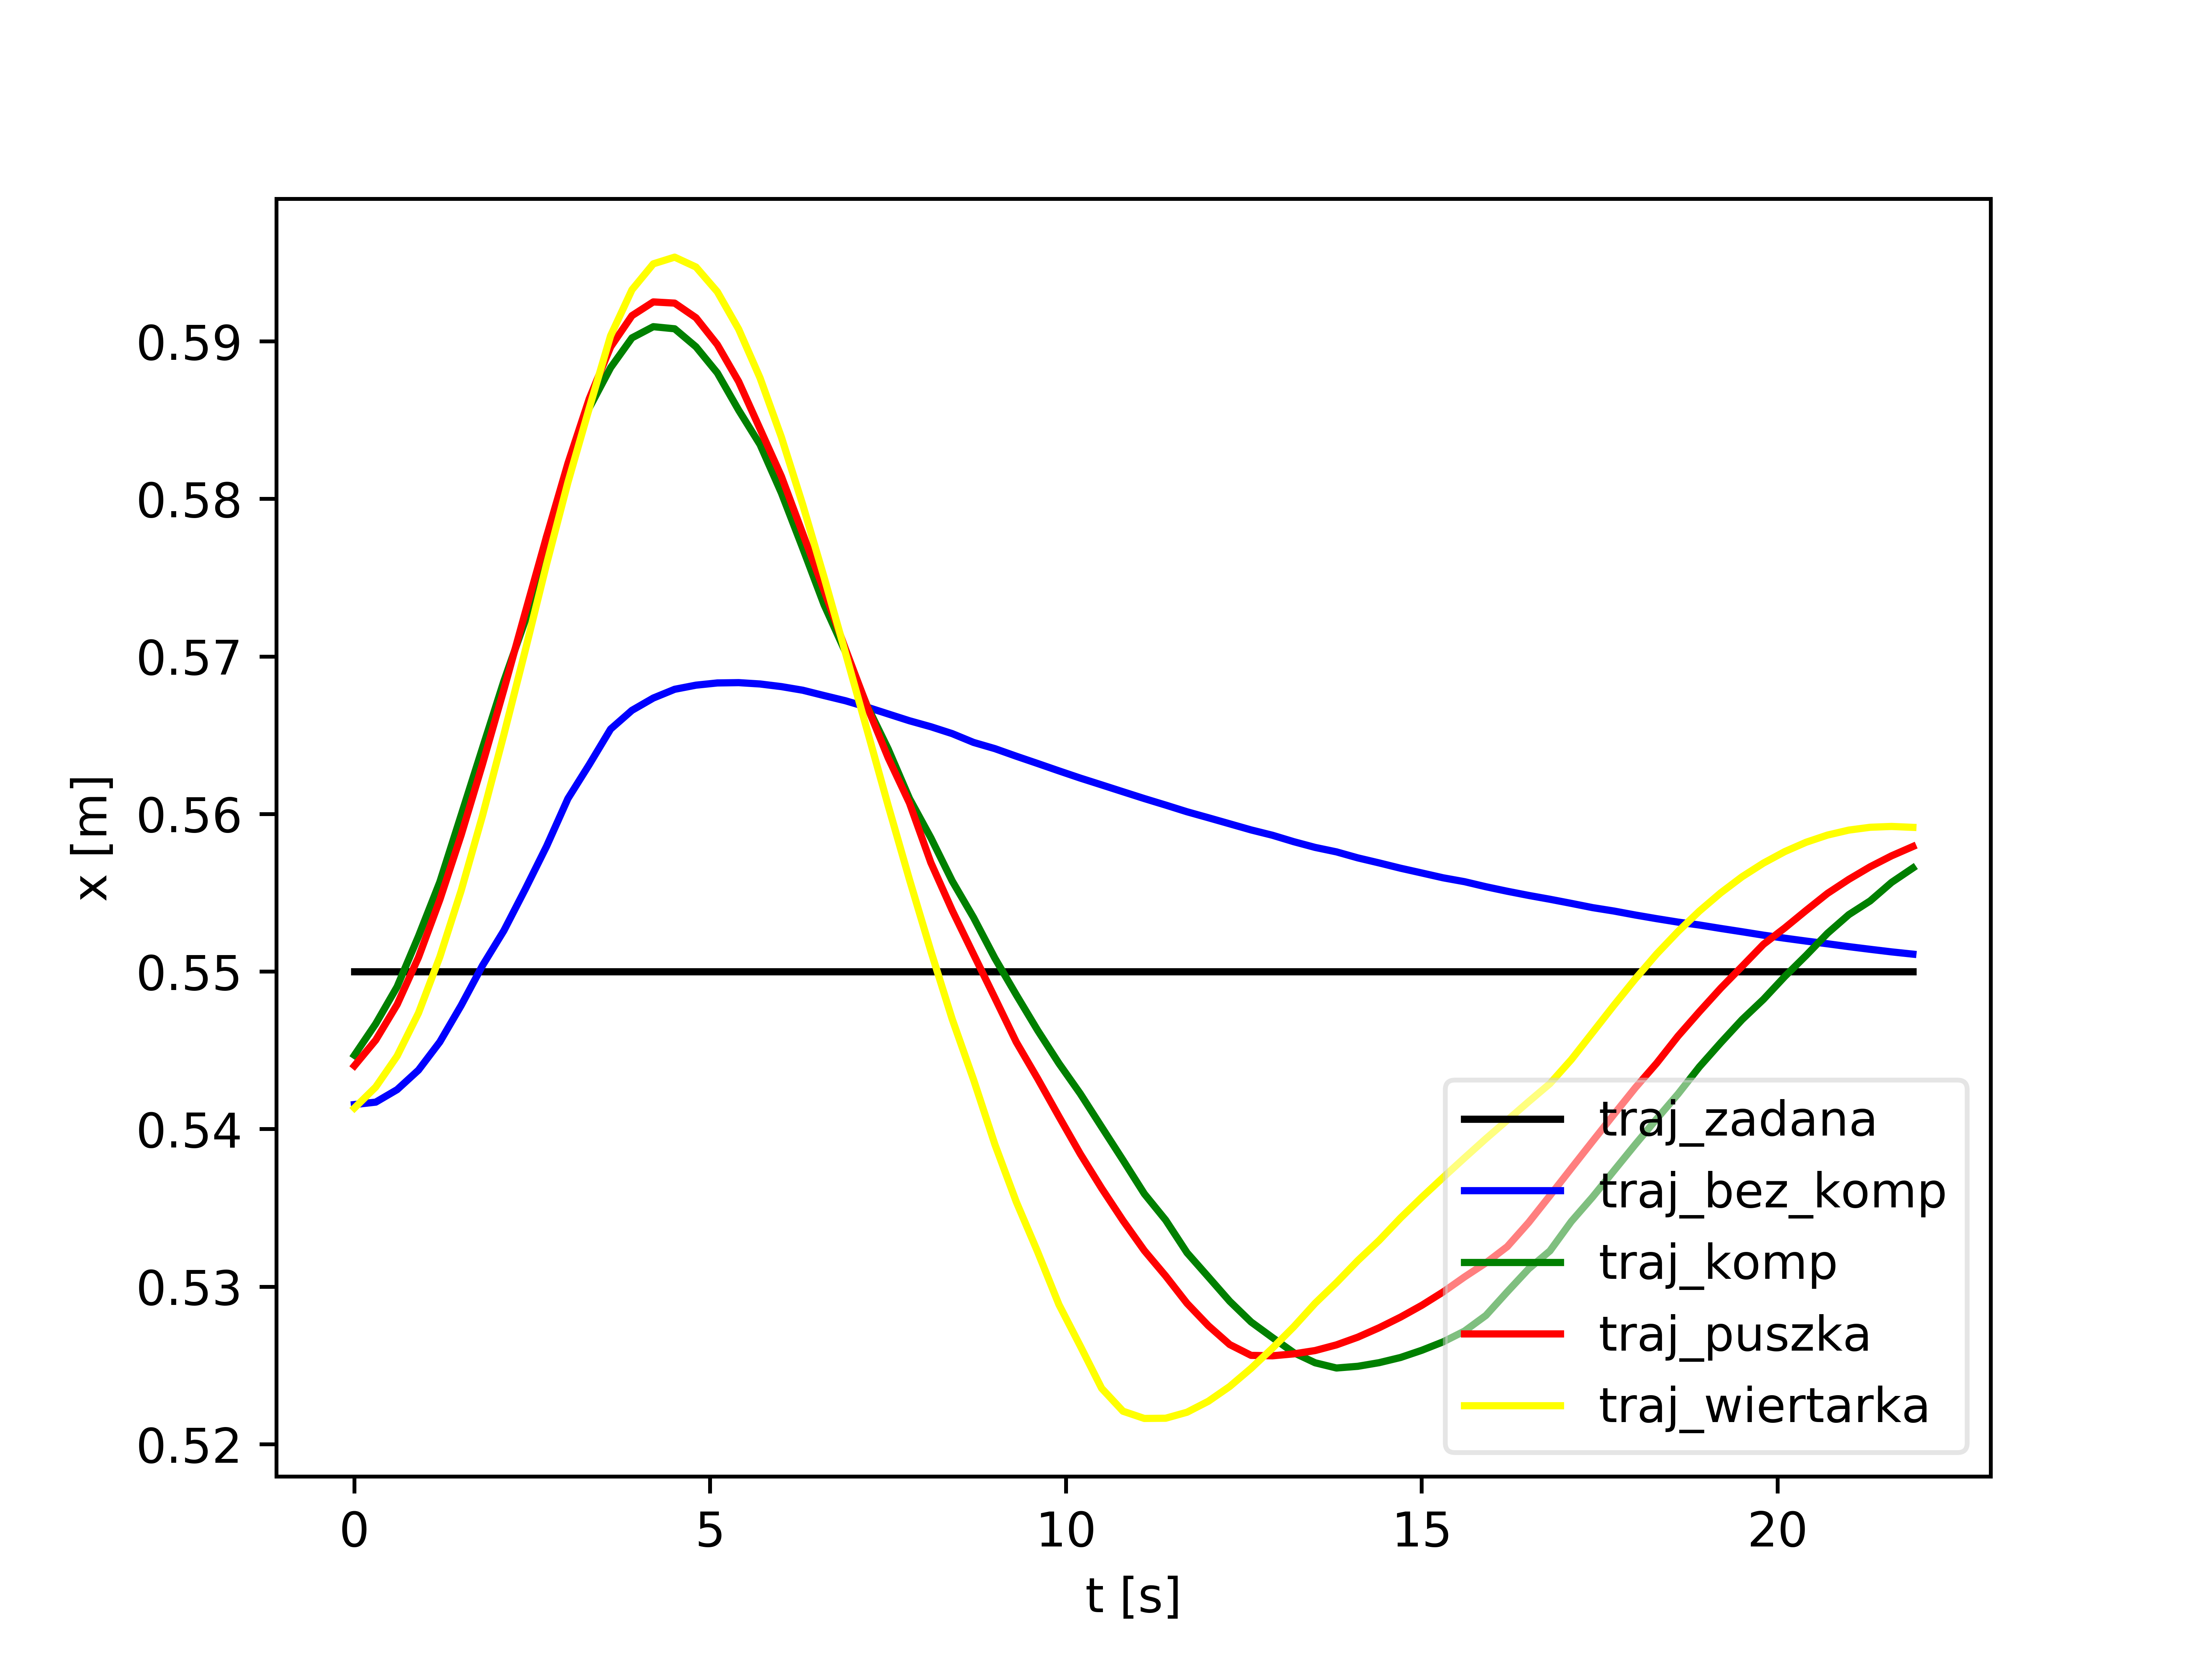 x [m]
0.59
0.58
0.57
0.56
0.55
0.54
0.53
0.52
0 5 10 15 20
t [s]
traj_zadana
traj_bez_komp
traj_komp
traj_puszka
traj_wiertarka